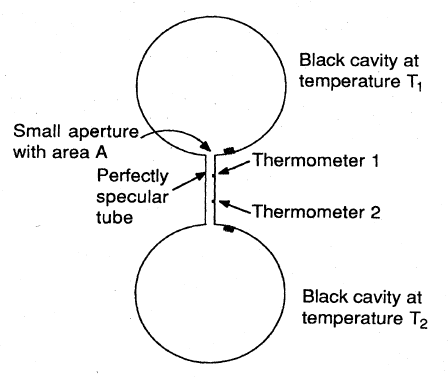 Black cavity at
temperature T₁
Small aperture
with area A
Thermometer 1
Perfectly
specular
tube
Thermometer 2
Black cavity at
temperature T₂